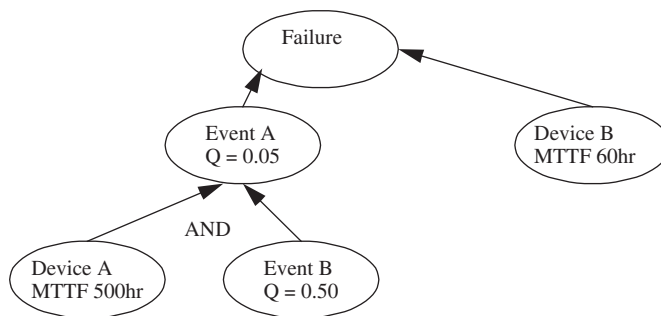 Failure
Event A
Q = 0.05
Device B
MTTF 60hr
AND
Device A
MTTF 500hr
Event B
Q = 0.50